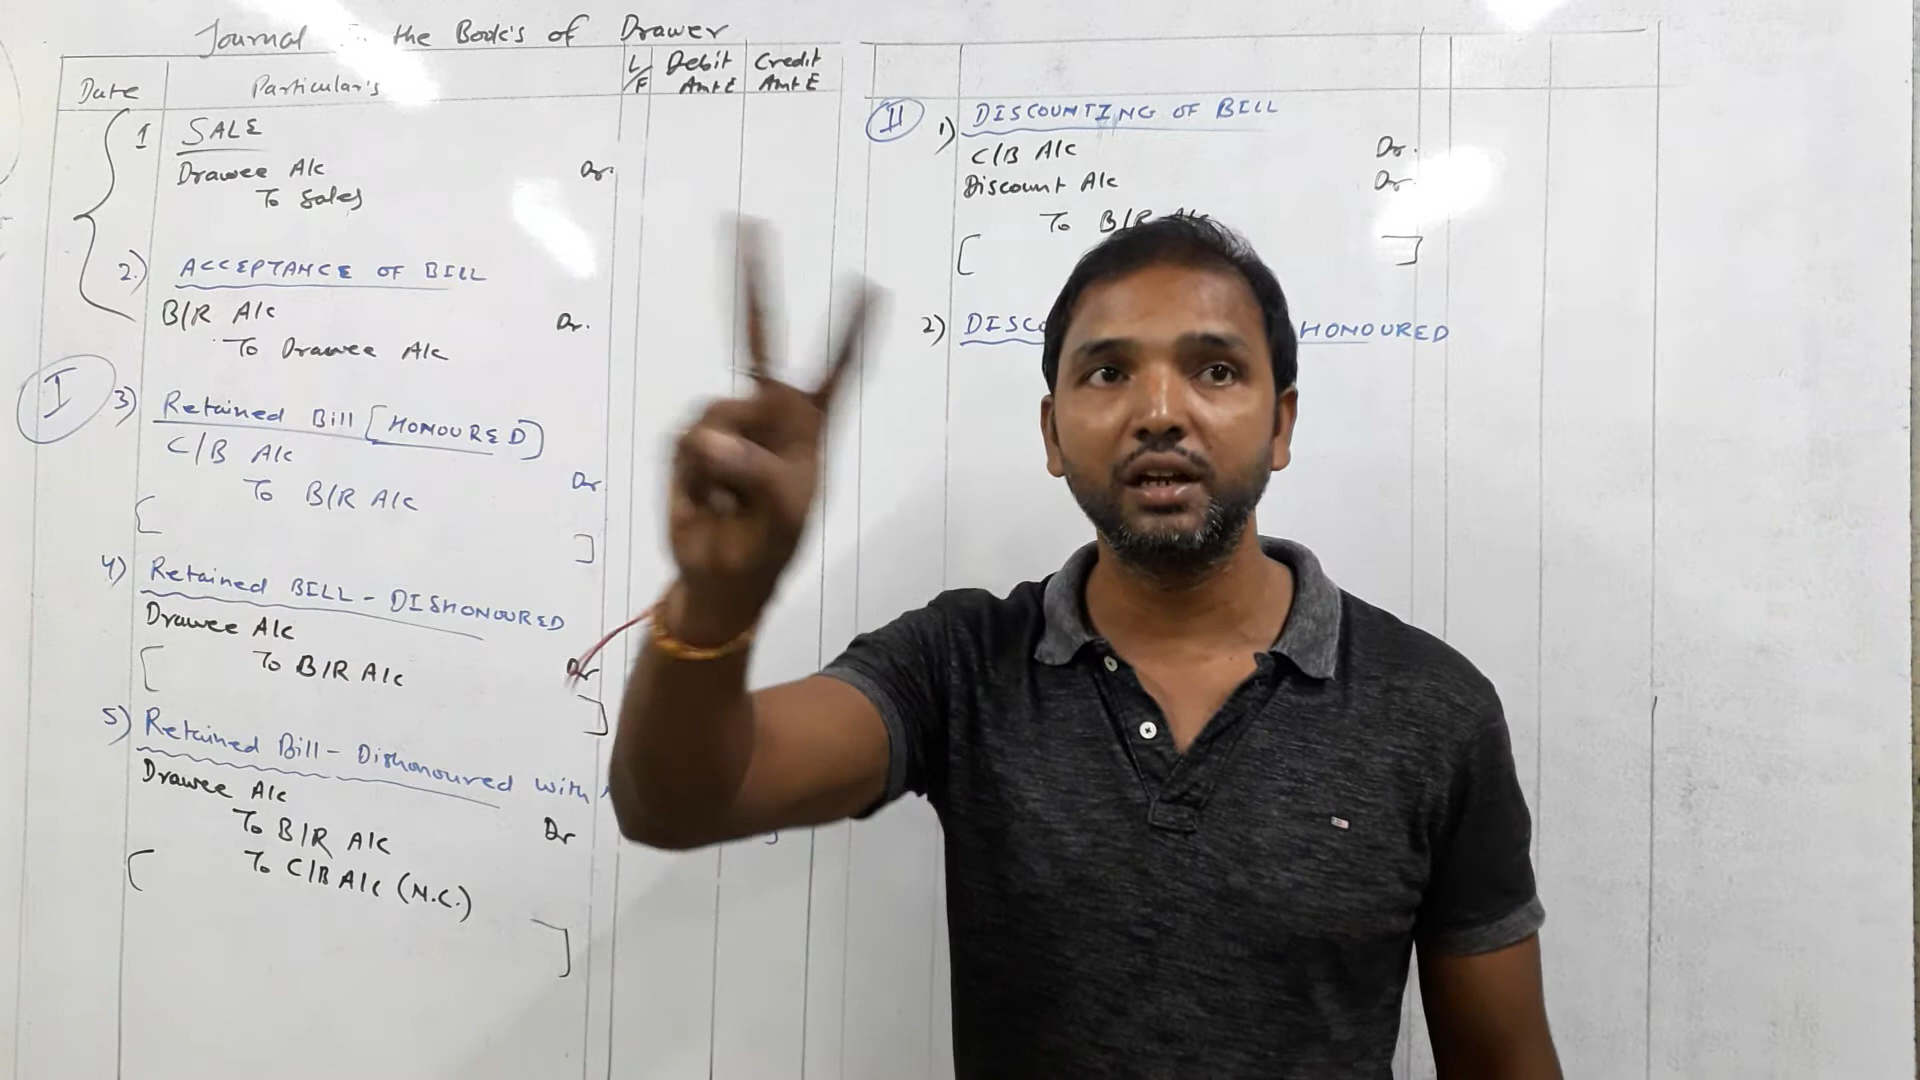 Journal the Book's of Drawer
Date Particular's L/F Debit Amt ₹ Credit Amt ₹
1 SALE
Drawee A/c Dr.
To Sales
2.) ACCEPTANCE OF BILL
B/R A/c Dr.
To Drawee A/c
I
3) Retained Bill [HONOURED]
C/B A/c Dr
To B/R A/c
[ ]
4) Retained BILL - DISHONOURED
Drawee A/c Dr
To B/R A/c
[ ]
5) Retained Bill - Dishonoured with
Drawee A/c Dr
To B/R A/c
To C/B A/c (N.C.)
[ ]
II 1) DISCOUNTING OF BILL
C/B A/c Dr.
Discount A/c Dr.
To B/R A/c
[ ]
2) HONOURED